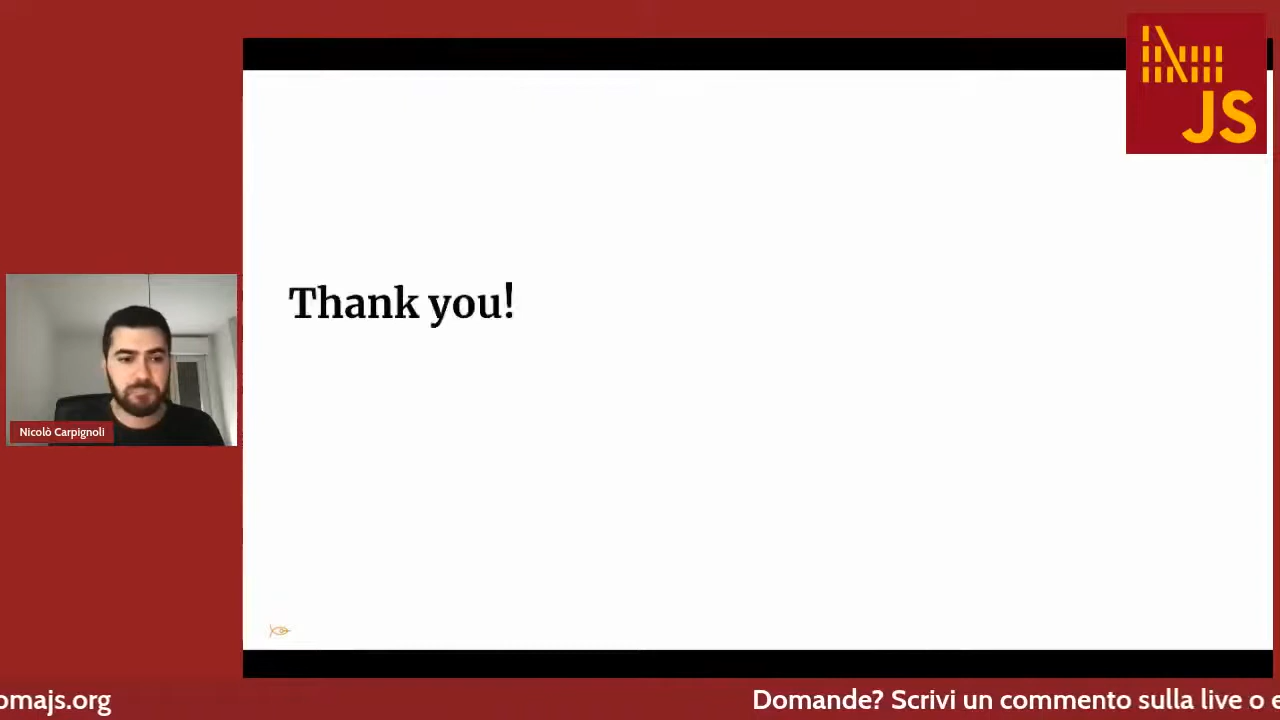 JS
Thank you!
Nicolò Carpignoli
omajs.org
Domande? Scrivi un commento sulla live o e